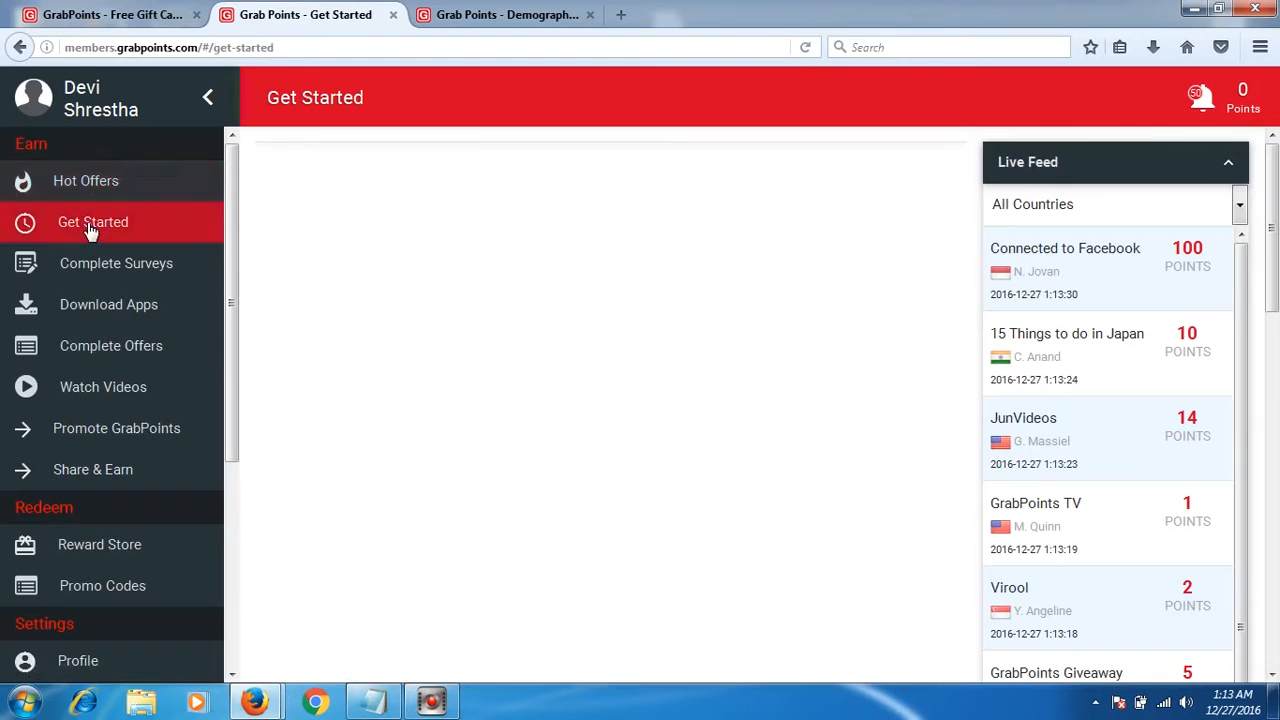 GrabPoints - Free Gift Ca...
Grab Points - Get Started
Grab Points - Demograph...
members.grabpoints.com/#/get-started
Search
Devi
Shrestha
Get Started
50
0
Points
Earn
Hot Offers
Get Started
Complete Surveys
Download Apps
Complete Offers
Watch Videos
Promote GrabPoints
Share & Earn
Redeem
Reward Store
Promo Codes
Settings
Profile
Live Feed
All Countries
Connected to Facebook
100
POINTS
N. Jovan
2016-12-27 1:13:30
15 Things to do in Japan
10
POINTS
C. Anand
2016-12-27 1:13:24
JunVideos
14
POINTS
G. Massiel
2016-12-27 1:13:23
GrabPoints TV
1
POINTS
M. Quinn
2016-12-27 1:13:19
Virool
2
POINTS
Y. Angeline
2016-12-27 1:13:18
GrabPoints Giveaway
5
1:13 AM
12/27/2016